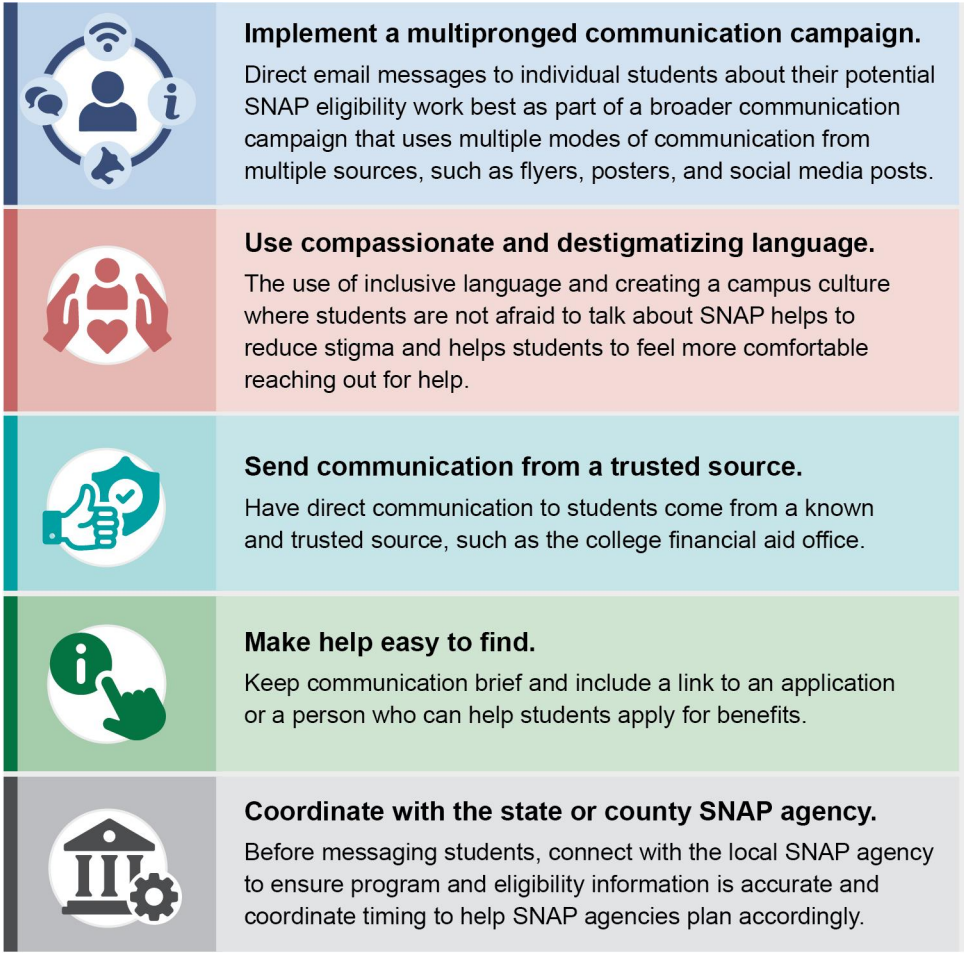 Implement a multipronged communication campaign.
Direct email messages to individual students about their potential
SNAP eligibility work best as part of a broader communication
campaign that uses multiple modes of communication from
multiple sources, such as flyers, posters, and social media posts.
Use compassionate and destigmatizing language.
The use of inclusive language and creating a campus culture
where students are not afraid to talk about SNAP helps to
reduce stigma and helps students to feel more comfortable
reaching out for help.
Send communication from a trusted source.
Have direct communication to students come from a known
and trusted source, such as the college financial aid office.
Make help easy to find.
Keep communication brief and include a link to an application
or a person who can help students apply for benefits.
Coordinate with the state or county SNAP agency.
Before messaging students, connect with the local SNAP agency
to ensure program and eligibility information is accurate and
coordinate timing to help SNAP agencies plan accordingly.